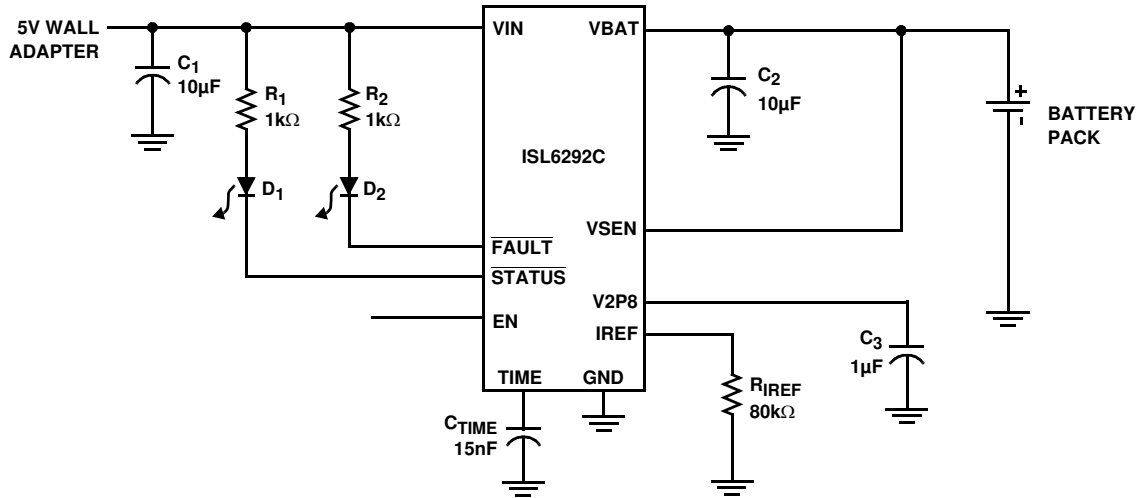 5V WALL
ADAPTER
C1
10µF
R1
1kΩ
R2
1kΩ
D1
D2
VIN
VBAT
ISL6292C
FAULT
STATUS
EN
TIME
GND
VSEN
V2P8
IREF
C2
10µF
+
-
BATTERY
PACK
C3
1µF
RIREF
80kΩ
CTIME
15nF